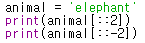 animal = 'elephant'
print(animal[::2])
print(animal[::-2])